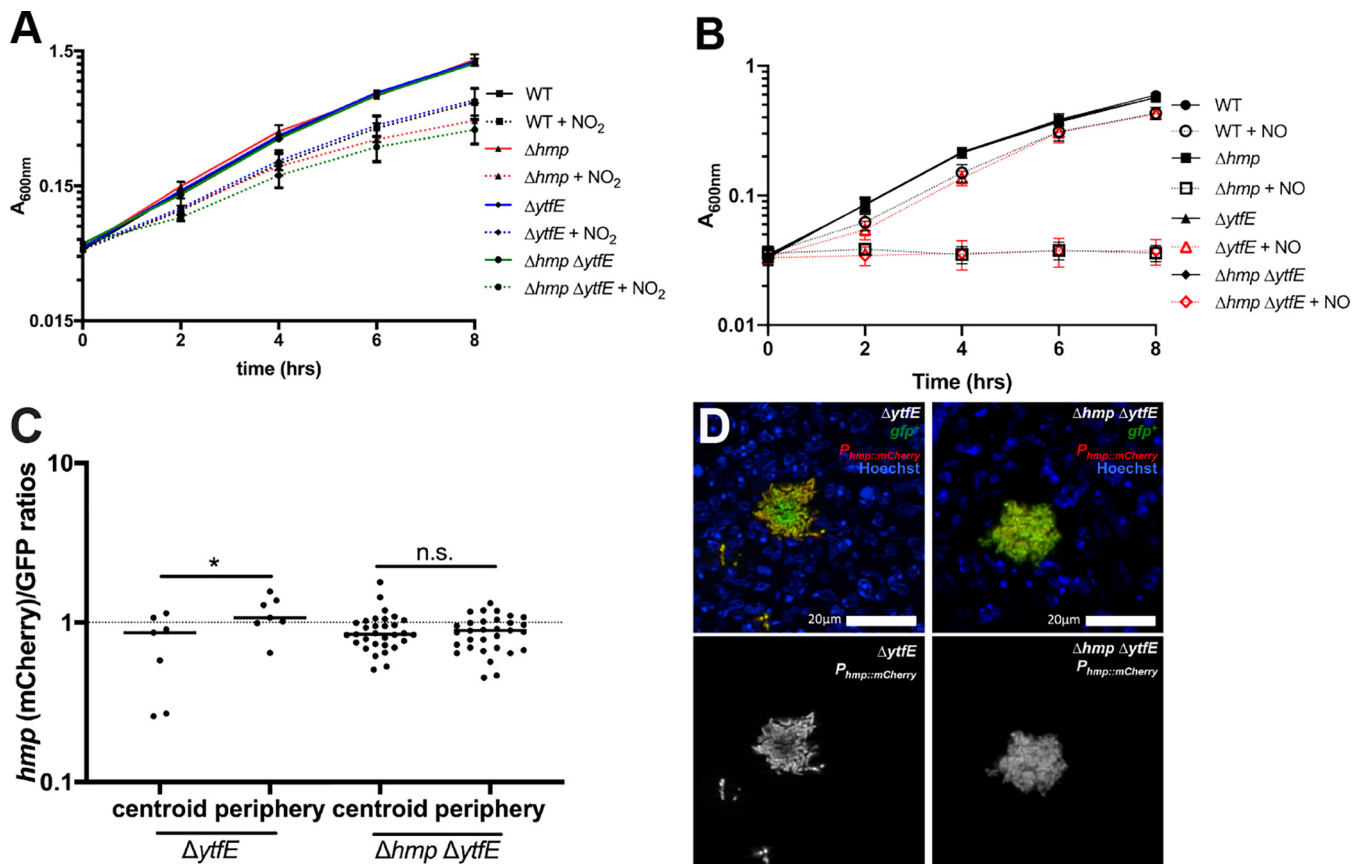 A
1.5
0.15
0.015
A600nm
0 2 4 6 8
time (hrs)
WT
WT + NO2
Δhmp
Δhmp + NO2
ΔytfE
ΔytfE + NO2
Δhmp ΔytfE
Δhmp ΔytfE + NO2
B
1
0.1
0.01
A600nm
0 2 4 6 8
Time (hrs)
WT
WT + NO
Δhmp
Δhmp + NO
ΔytfE
ΔytfE + NO
Δhmp ΔytfE
Δhmp ΔytfE + NO
C
10
1
0.1
hmp (mCherry)/GFP ratios
*
n.s.
centroid periphery centroid periphery
ΔytfE Δhmp ΔytfE
D
ΔytfE
gfp+
Phmp::mCherry
Hoechst
20μm
Δhmp ΔytfE
gfp+
Phmp::mCherry
Hoechst
20μm
ΔytfE
Phmp::mCherry
Δhmp ΔytfE
Phmp::mCherry